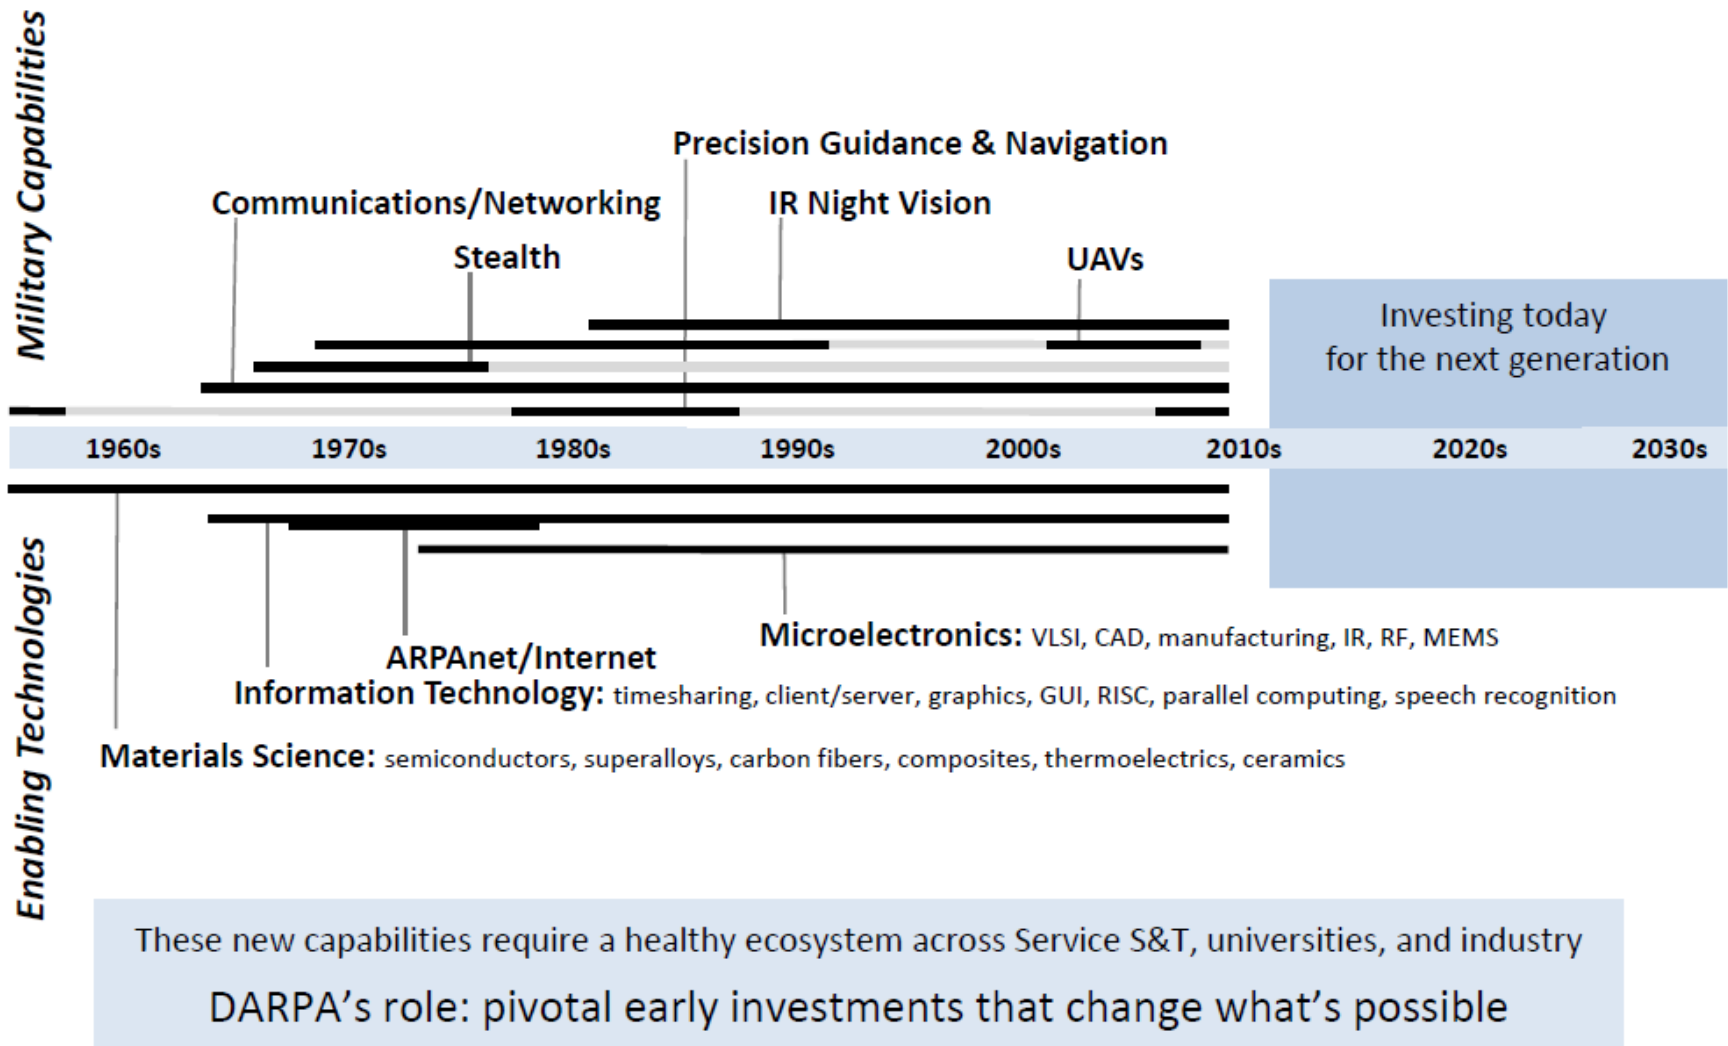 Military Capabilities
Precision Guidance & Navigation
Communications/Networking
IR Night Vision
Stealth
UAVs
Investing today
for the next generation
1960s 1970s 1980s 1990s 2000s 2010s 2020s 2030s
Enabling Technologies
Microelectronics: VLSI, CAD, manufacturing, IR, RF, MEMS
ARPAnet/Internet
Information Technology: timesharing, client/server, graphics, GUI, RISC, parallel computing, speech recognition
Materials Science: semiconductors, superalloys, carbon fibers, composites, thermoelectrics, ceramics
These new capabilities require a healthy ecosystem across Service S&T, universities, and industry
DARPA’s role: pivotal early investments that change what’s possible